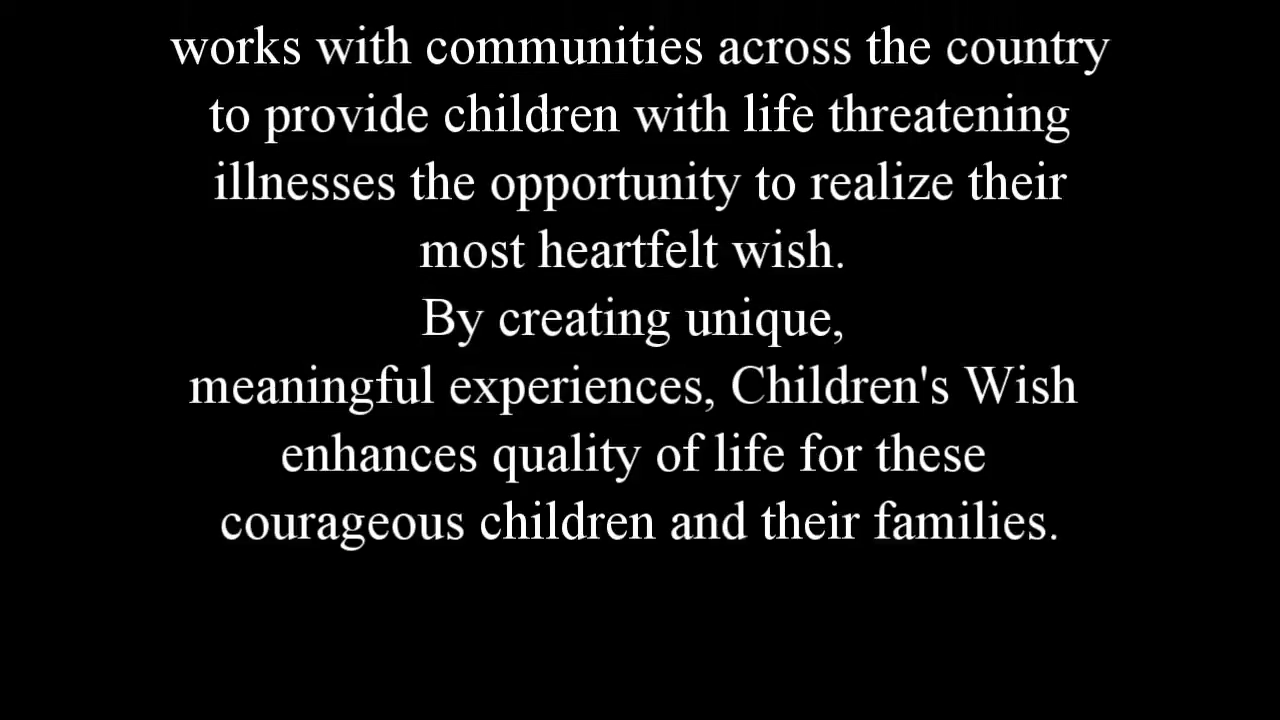 works with communities across the country
to provide children with life threatening
illnesses the opportunity to realize their
most heartfelt wish.
By creating unique,
meaningful experiences, Children's Wish
enhances quality of life for these
courageous children and their families.